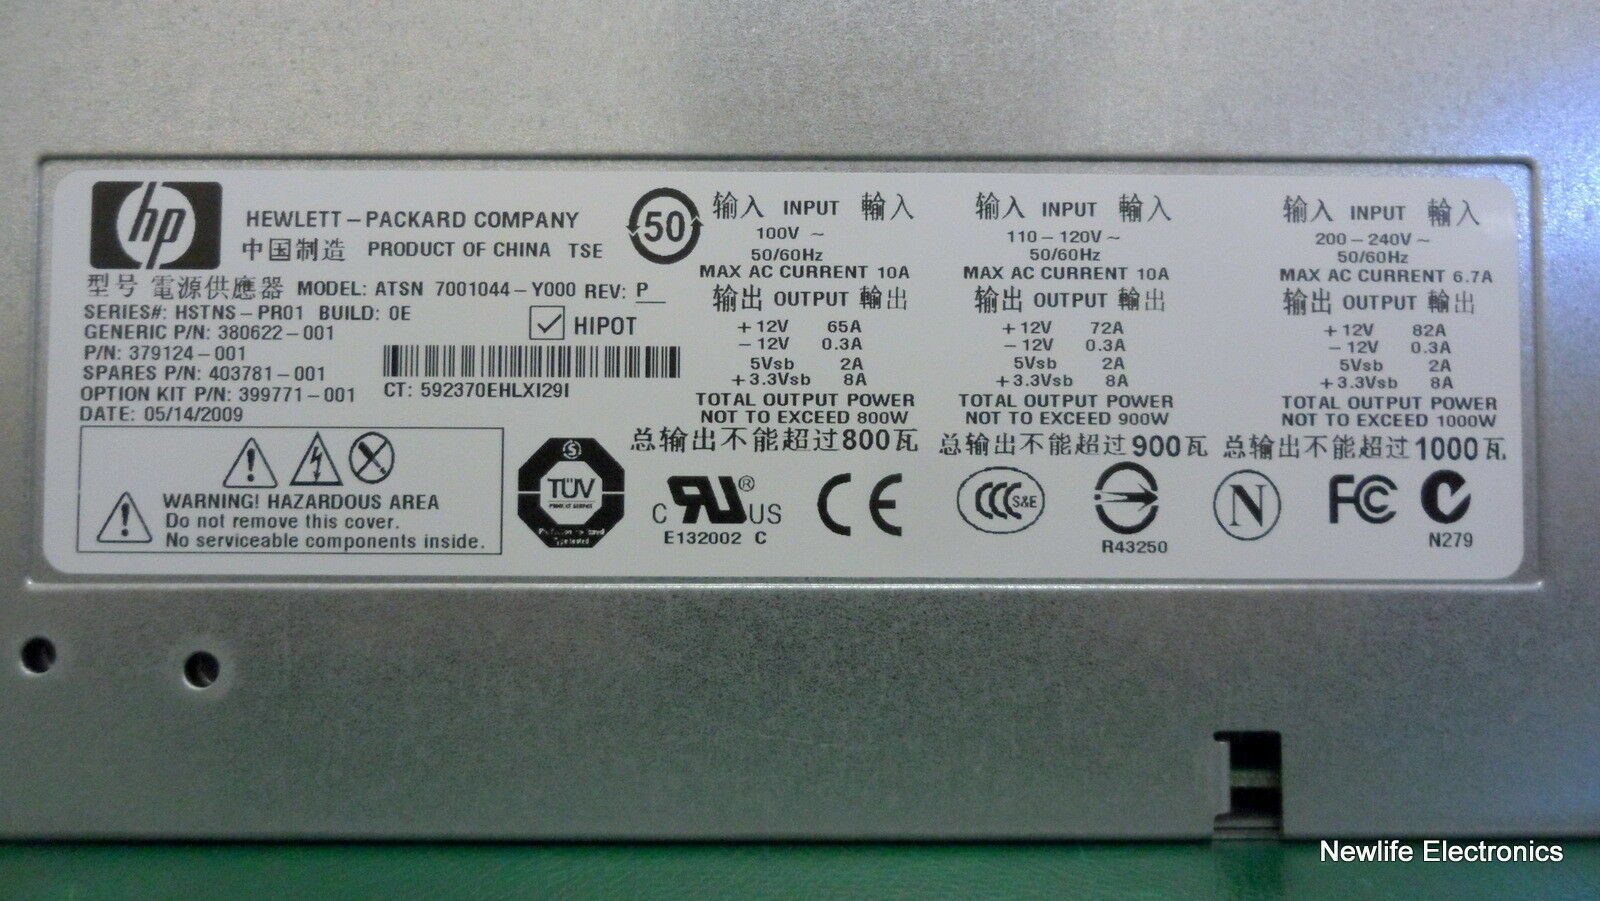 hp
HEWLETT-PACKARD COMPANY
中国制造 PRODUCT OF CHINA TSE
型号 電源供應器 MODEL: ATSN 7001044-Y000 REV: P
SERIES#: HSTNS-PR01 BUILD: 0E
GENERIC P/N: 380622-001
P/N: 379124-001
SPARES P/N: 403781-001
OPTION KIT P/N: 399771-001
DATE: 05/14/2009
HIPOT
CT: 592370EHLXI29I
50
输入 INPUT 輸入
100V ~
50/60Hz
MAX AC CURRENT 10A
输出 OUTPUT 輸出
+12V 65A
-12V 0.3A
5Vsb 2A
+3.3Vsb 8A
TOTAL OUTPUT POWER
NOT TO EXCEED 800W
总输出不能超过800瓦
输入 INPUT 輸入
110-120V ~
50/60Hz
MAX AC CURRENT 10A
输出 OUTPUT 輸出
+12V 72A
-12V 0.3A
5Vsb 2A
+3.3Vsb 8A
TOTAL OUTPUT POWER
NOT TO EXCEED 900W
总输出不能超过900瓦
输入 INPUT 輸入
200-240V ~
50/60Hz
MAX AC CURRENT 6.7A
输出 OUTPUT 輸出
+12V 82A
-12V 0.3A
5Vsb 2A
+3.3Vsb 8A
TOTAL OUTPUT POWER
NOT TO EXCEED 1000W
总输出不能超过1000瓦
WARNING! HAZARDOUS AREA
Do not remove this cover.
No serviceable components inside.
TÜV
C RU® US
E132002 C
CE
CCC S&E
R43250
N
FC
N279
Newlife Electronics